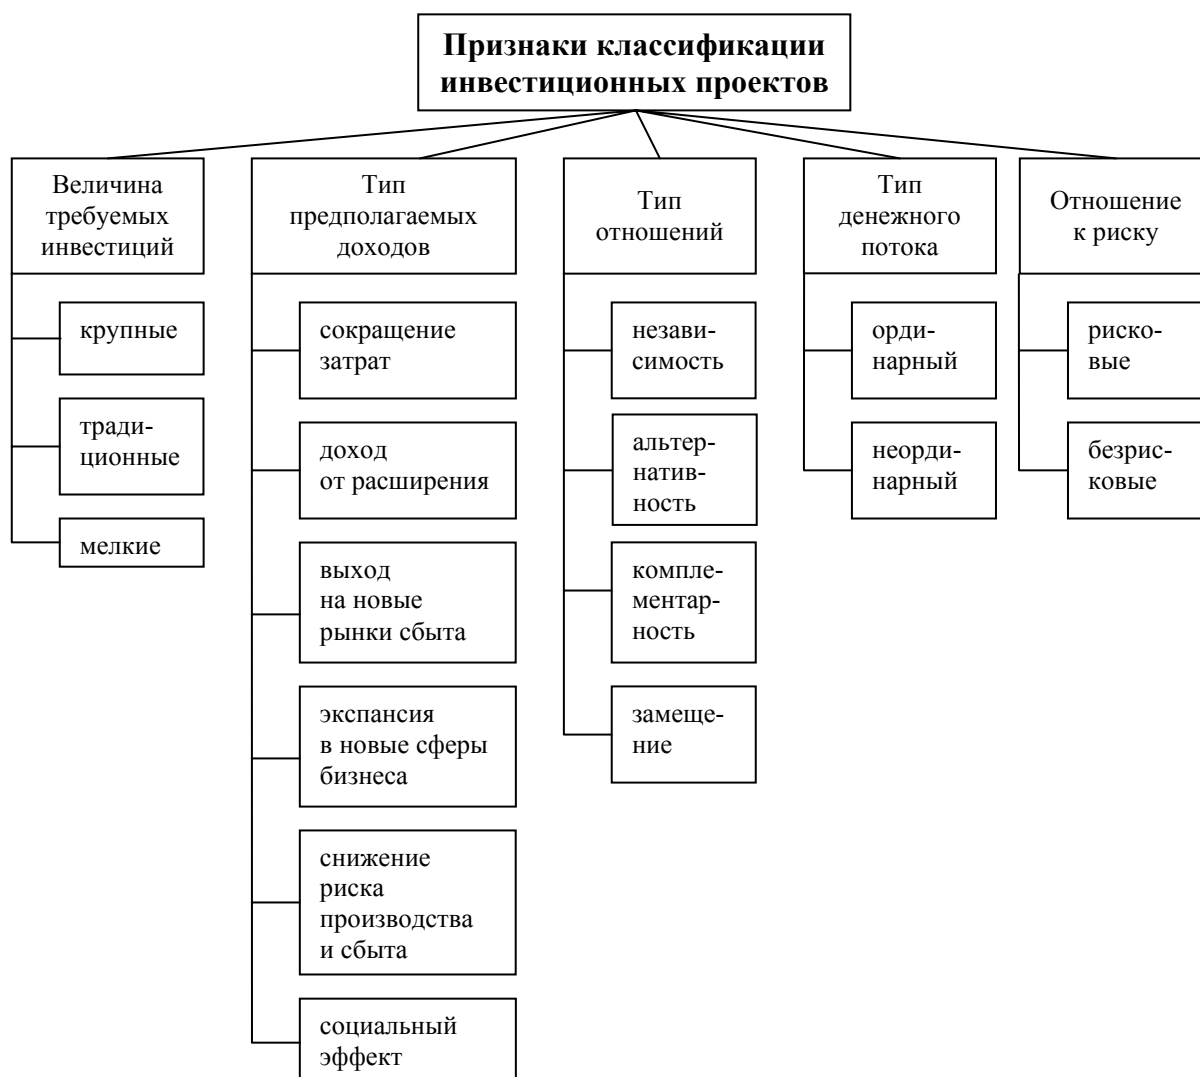 Признаки классификации
инвестиционных проектов
Величина
требуемых
инвестиций
крупные
тради-
ционные
мелкие
Тип
предполагаемых
доходов
сокращение
затрат
доход
от расширения
выход
на новые
рынки сбыта
экспансия
в новые сферы
бизнеса
снижение
риска
производства
и сбыта
социальный
эффект
Тип
отношений
незави-
симость
альтер-
натив-
ность
компле-
ментар-
ность
замеще-
ние
Тип
денежного
потока
орди-
нарный
неорди-
нарный
Отношение
к риску
риско-
вые
безрис-
ковые